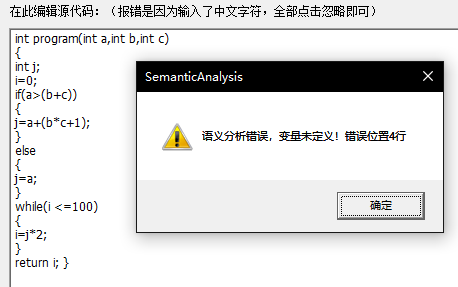 在此编辑源代码：（报错是因为输入了中文字符，全部点击忽略即可）
int program(int a,int b,int c)
{
int j;
i=0;
if(a>(b+c))
{
j=a+(b*c+1);
}
else
{
j=a;
}
while(i <=100)
{
i=j*2;
}
return i; }
SemanticAnalysis
语义分析错误，变量未定义！错误位置4行
确定